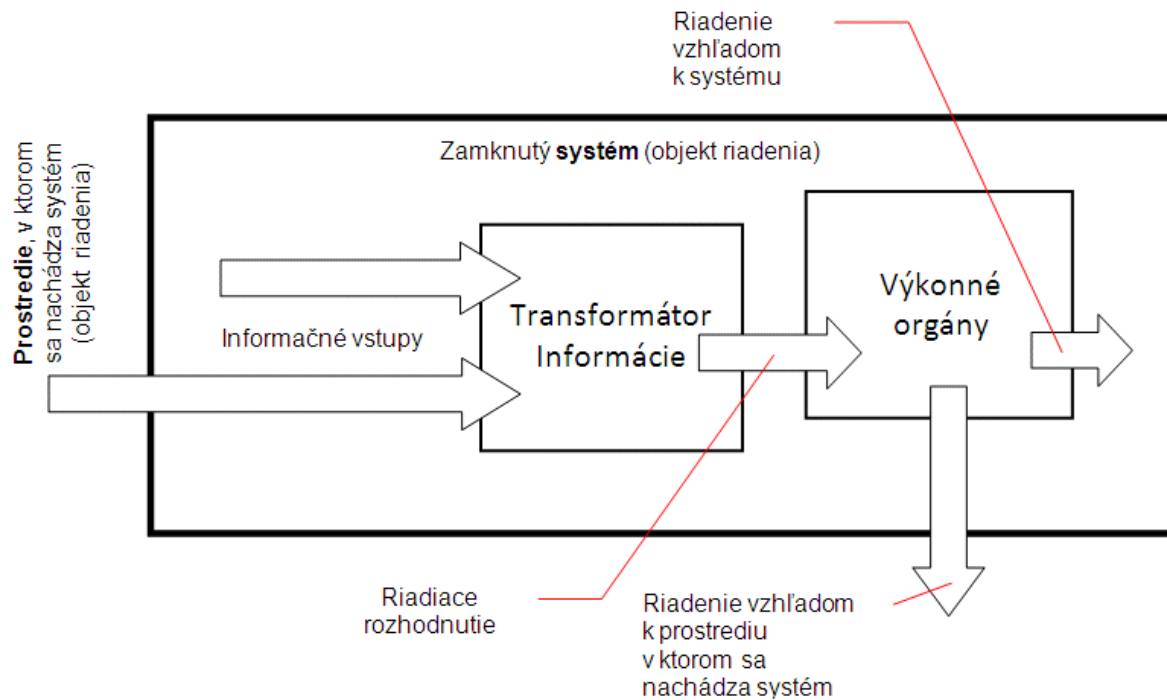 Riadenie
vzhľadom
k systému
Zamknutý systém (objekt riadenia)
Prostredie, v ktorom
sa nachádza systém
(objekt riadenia)
Informačné vstupy
Transformátor
Informácie
Výkonné
orgány
Riadiace
rozhodnutie
Riadenie vzhľadom
k prostrediu
v ktorom sa
nachádza systém